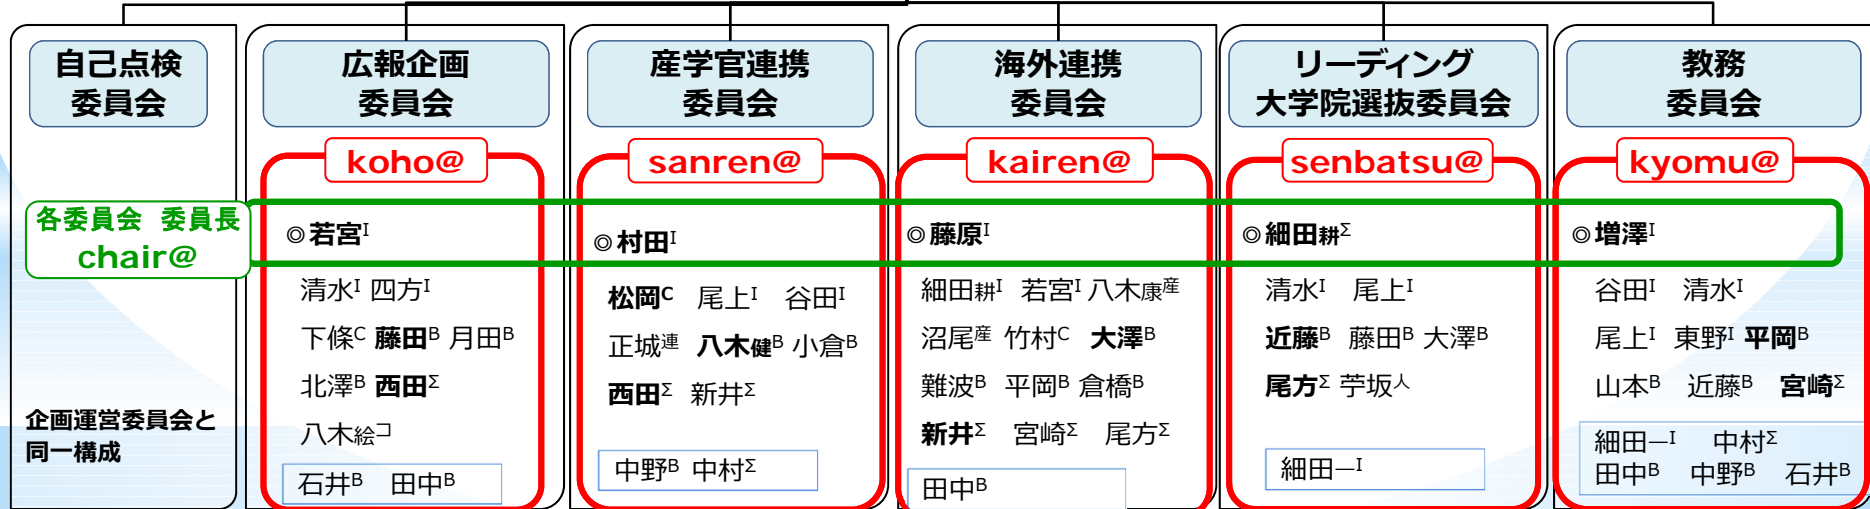 自己点検
委員会
企画運営委員会と
同一構成
各委員会 委員長
chair@
広報企画
委員会
koho@
◎若宮I
清水I 四方I
下條C 藤田B 月田B
北澤B 西田Σ
八木絵コ
石井B 田中B
産学官連携
委員会
sanren@
◎村田I
松岡C 尾上I 谷田I
正城連 八木健B 小倉B
西田Σ 新井Σ
中野B 中村Σ
海外連携
委員会
kairen@
◎藤原I
細田耕I 若宮I 八木康産
沼尾産 竹村C 大澤B
難波B 平岡B 倉橋B
新井Σ 宮崎Σ 尾方Σ
田中B
リーディング
大学院選抜委員会
senbatsu@
◎細田耕Σ
清水I 尾上I
近藤B 藤田B 大澤B
尾方Σ 苧坂人
細田一I
教務
委員会
kyomu@
◎増澤I
谷田I 清水I
尾上I 東野I 平岡B
山本B 近藤B 宮崎Σ
細田一I 中村Σ
田中B 中野B 石井B